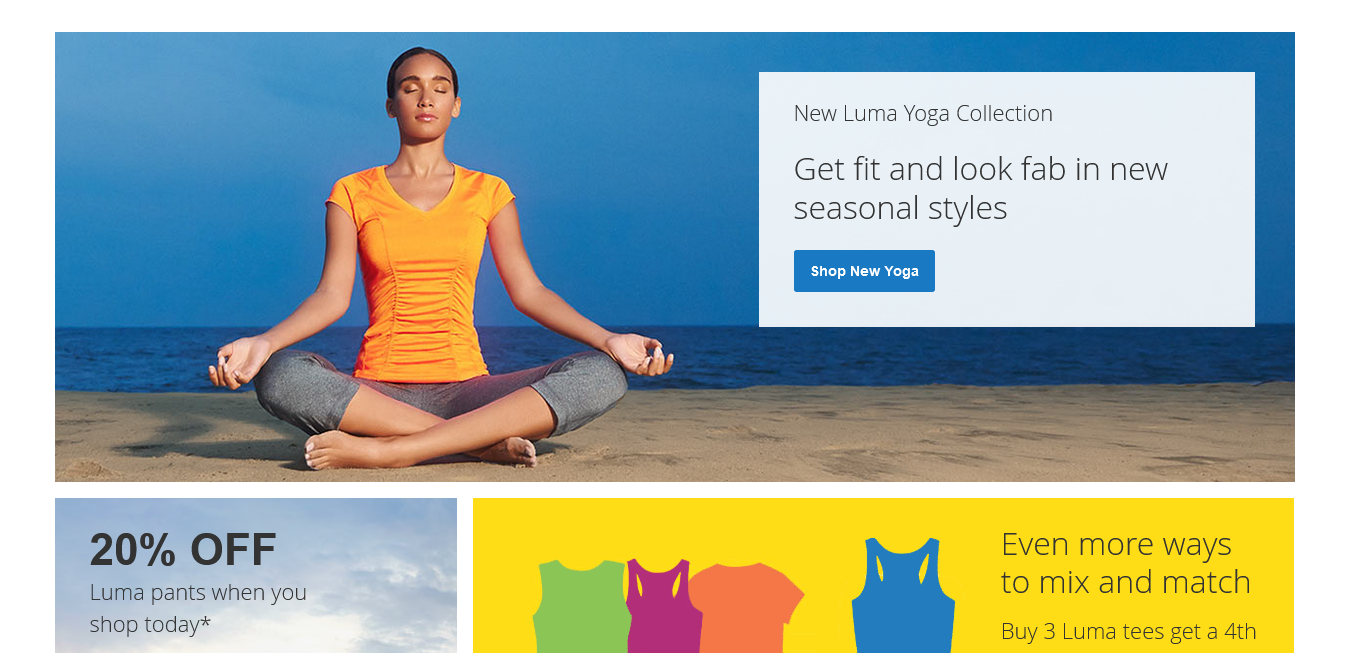 New Luma Yoga Collection
Get fit and look fab in new
seasonal styles
Shop New Yoga
20% OFF
Luma pants when you
shop today*
Even more ways
to mix and match
Buy 3 Luma tees get a 4th